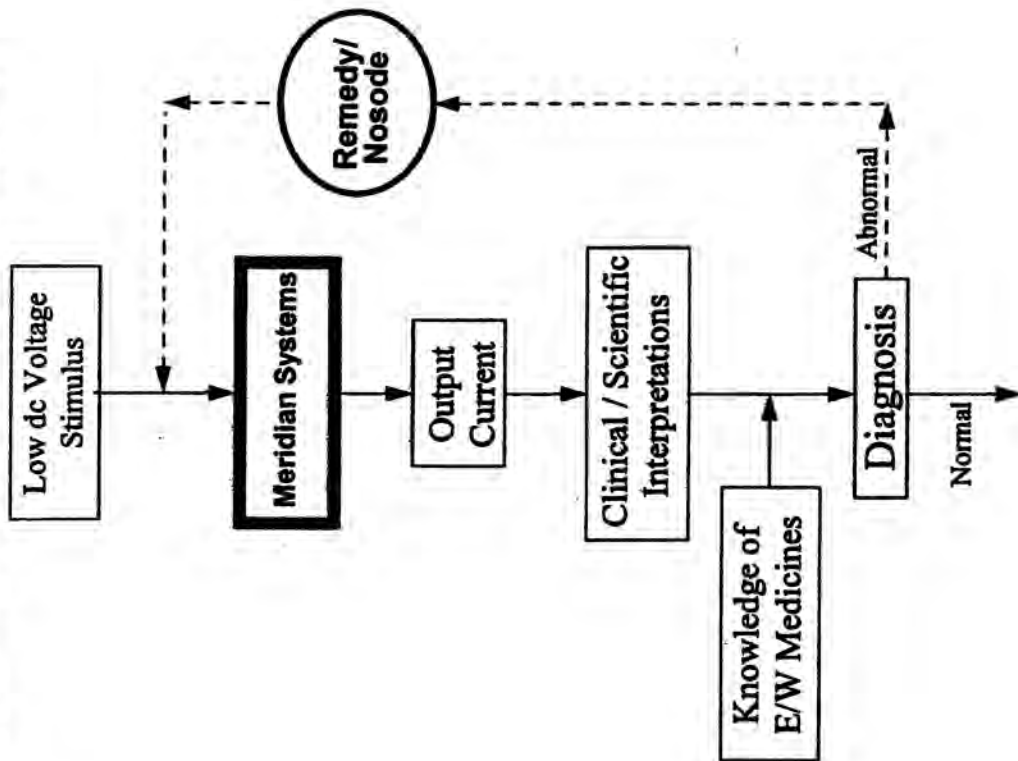 Low dc Voltage
Stimulus
Remedy/
Nosode
Meridian Systems
Output
Current
Clinical / Scientific
Interpretations
Knowledge of
E/W Medicines
Diagnosis
Abnormal
Normal